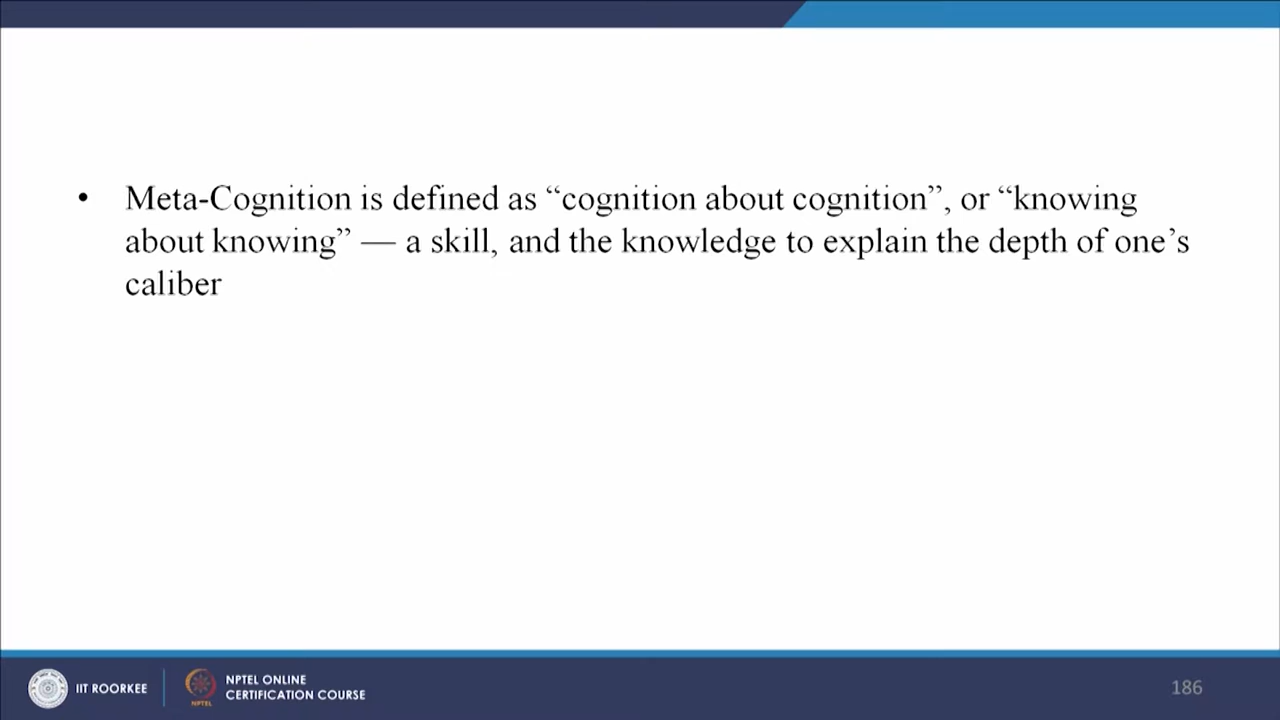 • Meta-Cognition is defined as “cognition about cognition”, or “knowing
about knowing” — a skill, and the knowledge to explain the depth of one’s
caliber
IIT ROORKEE
NPTEL
NPTEL ONLINE
CERTIFICATION COURSE
186